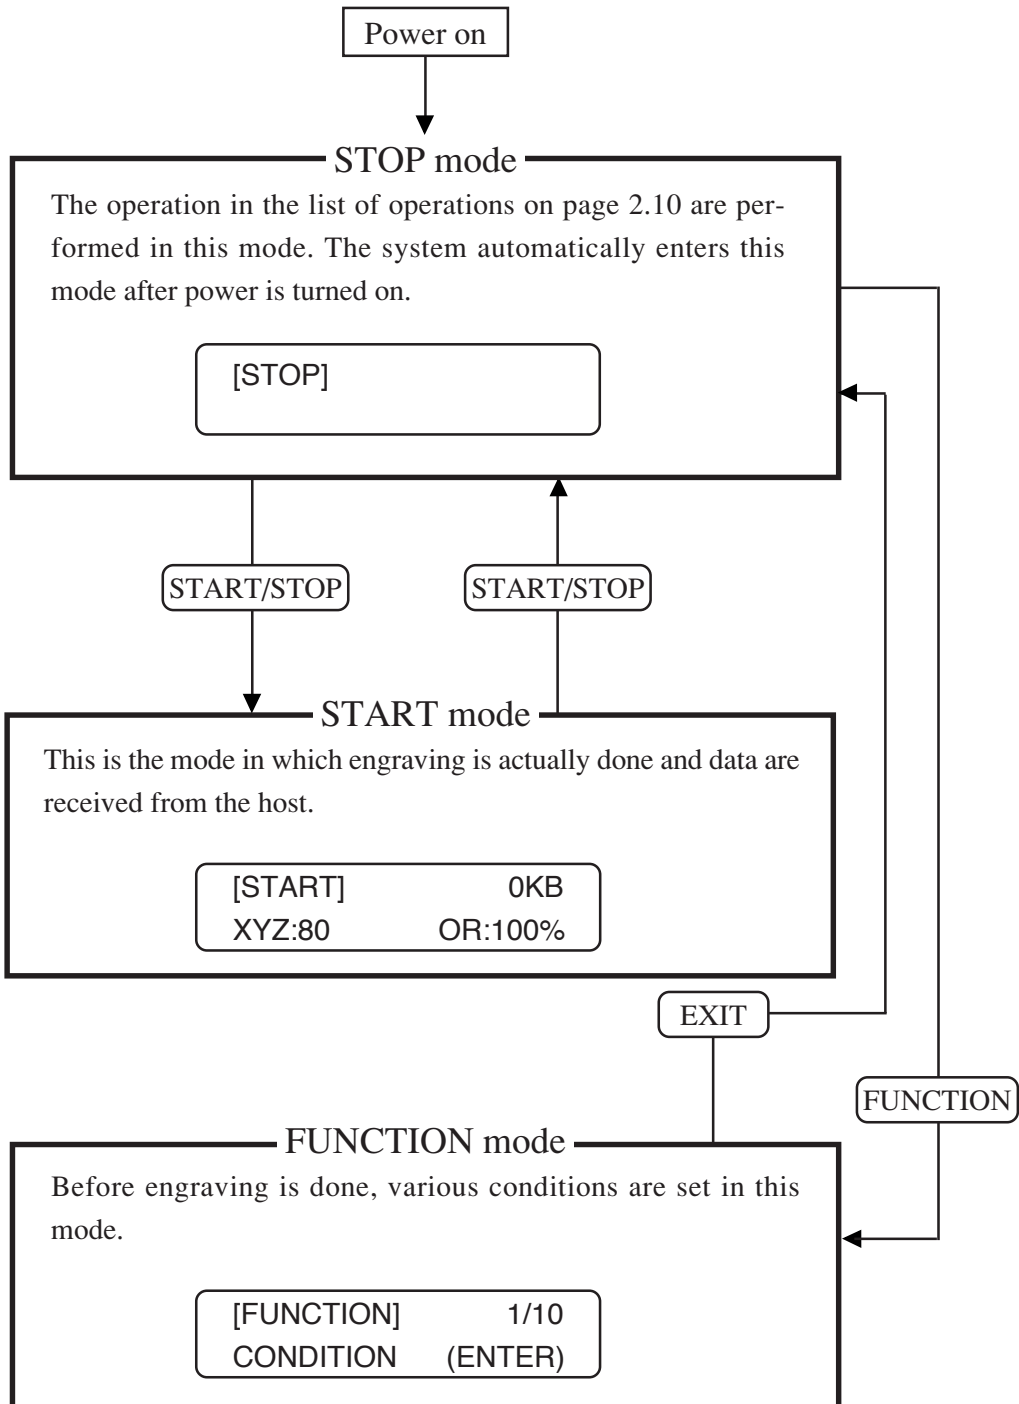 Power on
STOP mode
The operation in the list of operations on page 2.10 are per-
formed in this mode. The system automatically enters this
mode after power is turned on.
[STOP]
START/STOP START/STOP
START mode
This is the mode in which engraving is actually done and data are
received from the host.
[START] 0KB
XYZ:80 OR:100%
EXIT
FUNCTION
FUNCTION mode
Before engraving is done, various conditions are set in this
mode.
[FUNCTION] 1/10
CONDITION (ENTER)